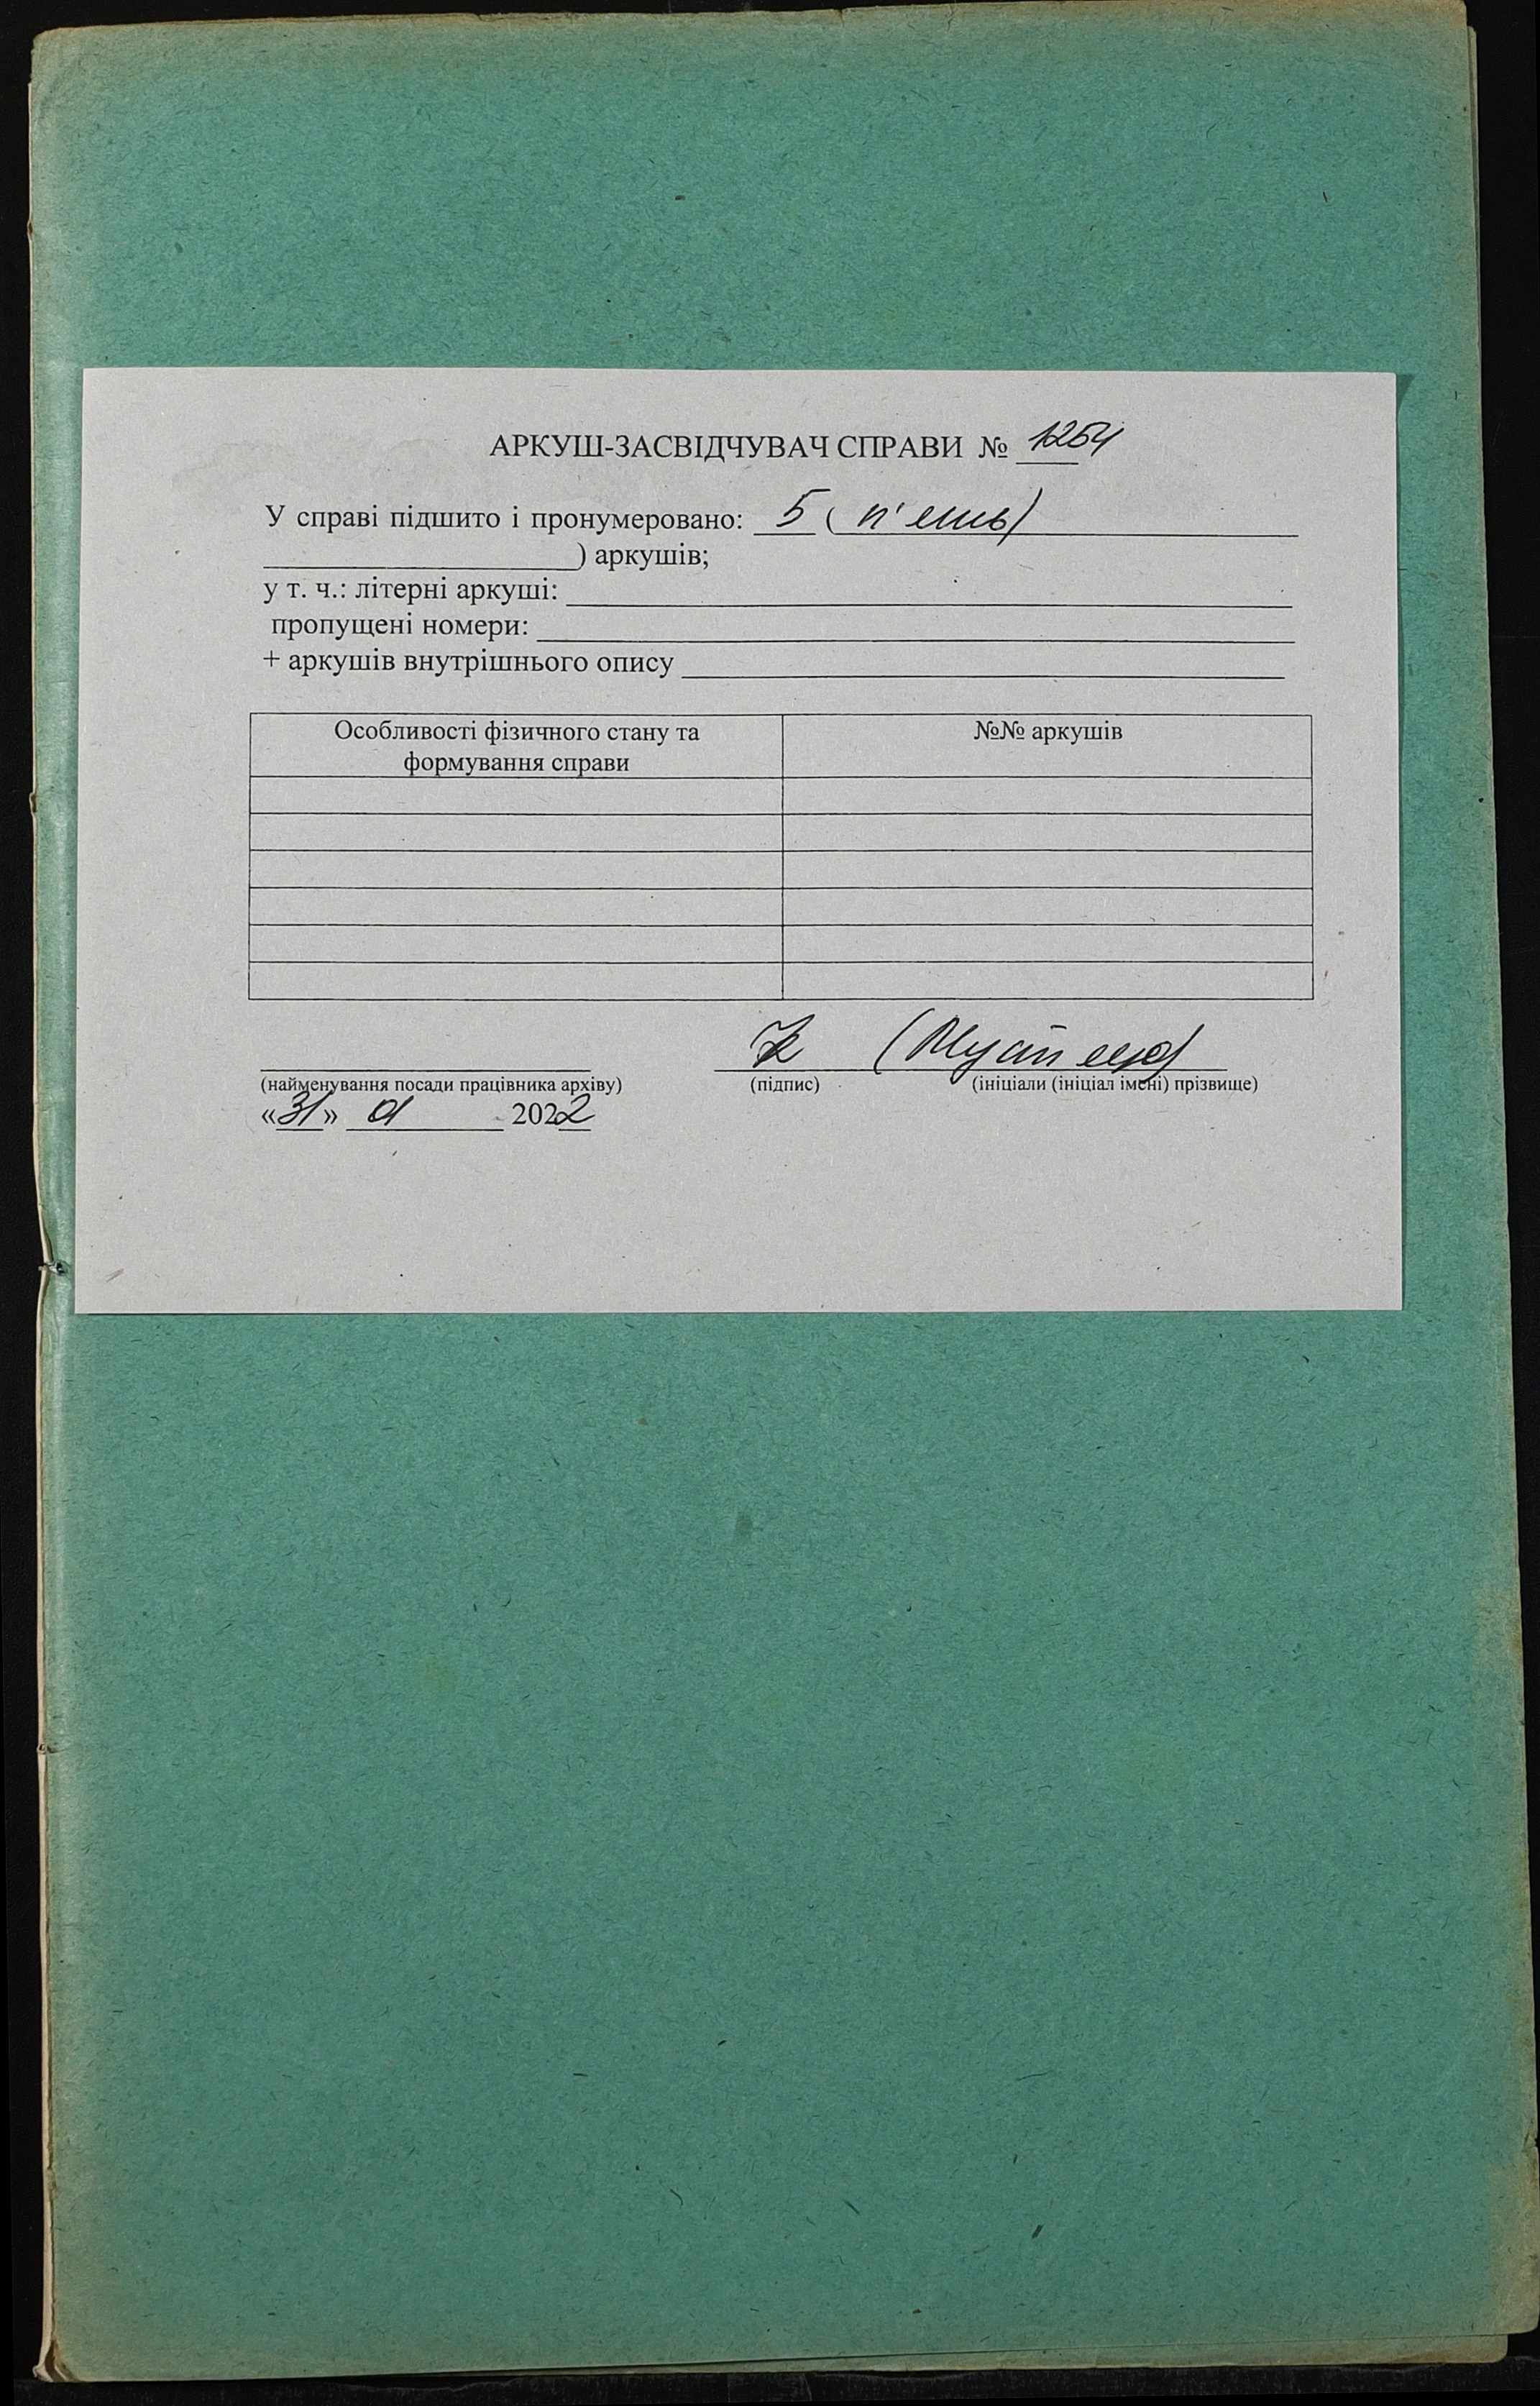 АРКУШ-ЗАСВІДЧУВАЧ СПРАВИ № 1254
У справі підшито і пронумеровано: 5 ( п'ять)
) аркушів;
у т. ч.: літерні аркуші:
пропущені номери:
+ аркушів внутрішнього опису
Особливості фізичного стану та формування справи
№№ аркушів
(найменування посади працівника архіву)
(підпис)
(ініціали (ініціал імені) прізвище)
«31» 01 2022